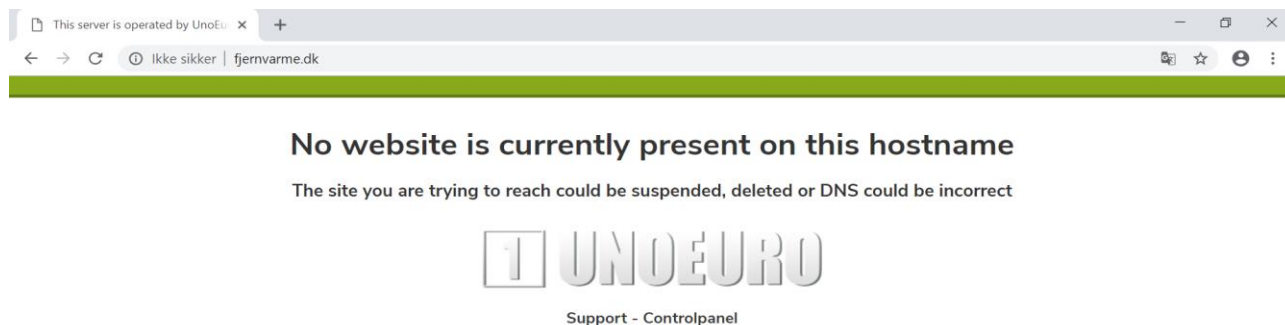 This server is operated by UnoEu
Ikke sikker | fjernvarme.dk
No website is currently present on this hostname
The site you are trying to reach could be suspended, deleted or DNS could be incorrect
1 UNOEURO
Support - Controlpanel